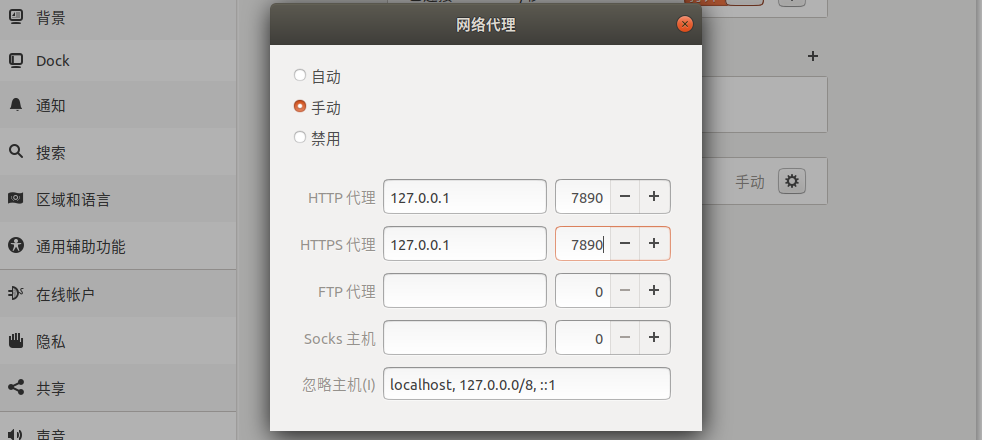 背景
Dock
通知
搜索
区域和语言
通用辅助功能
在线帐户
隐私
共享
声音
网络代理
自动
手动
禁用
HTTP 代理 127.0.0.1 7890 − +
HTTPS 代理 127.0.0.1 7890 − +
FTP 代理 0 − +
Socks 主机 0 − +
忽略主机(I) localhost, 127.0.0.0/8, ::1
+
手动